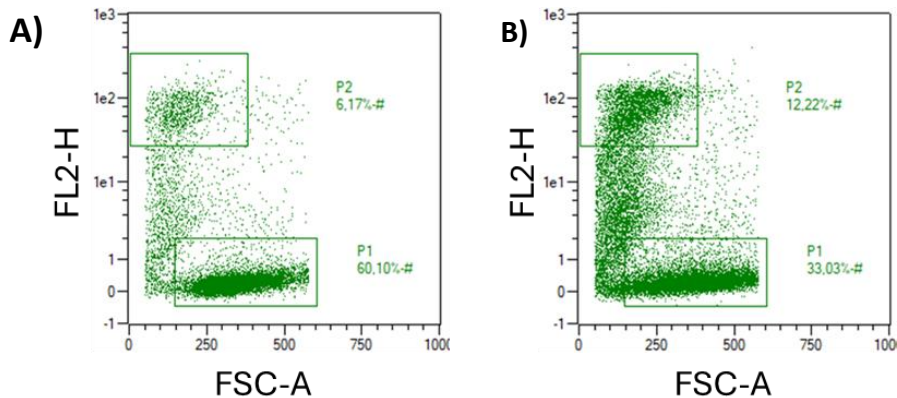 A)
1e3
1e2
1e1
1
0
-1
FL2-H
P2
6,17%-#
P1
60,10%-#
0
250
500
750
1000
FSC-A
B)
1e3
1e2
1e1
1
0
-1
FL2-H
P2
12,22%-#
P1
33,03%-#
0
250
500
750
1000
FSC-A